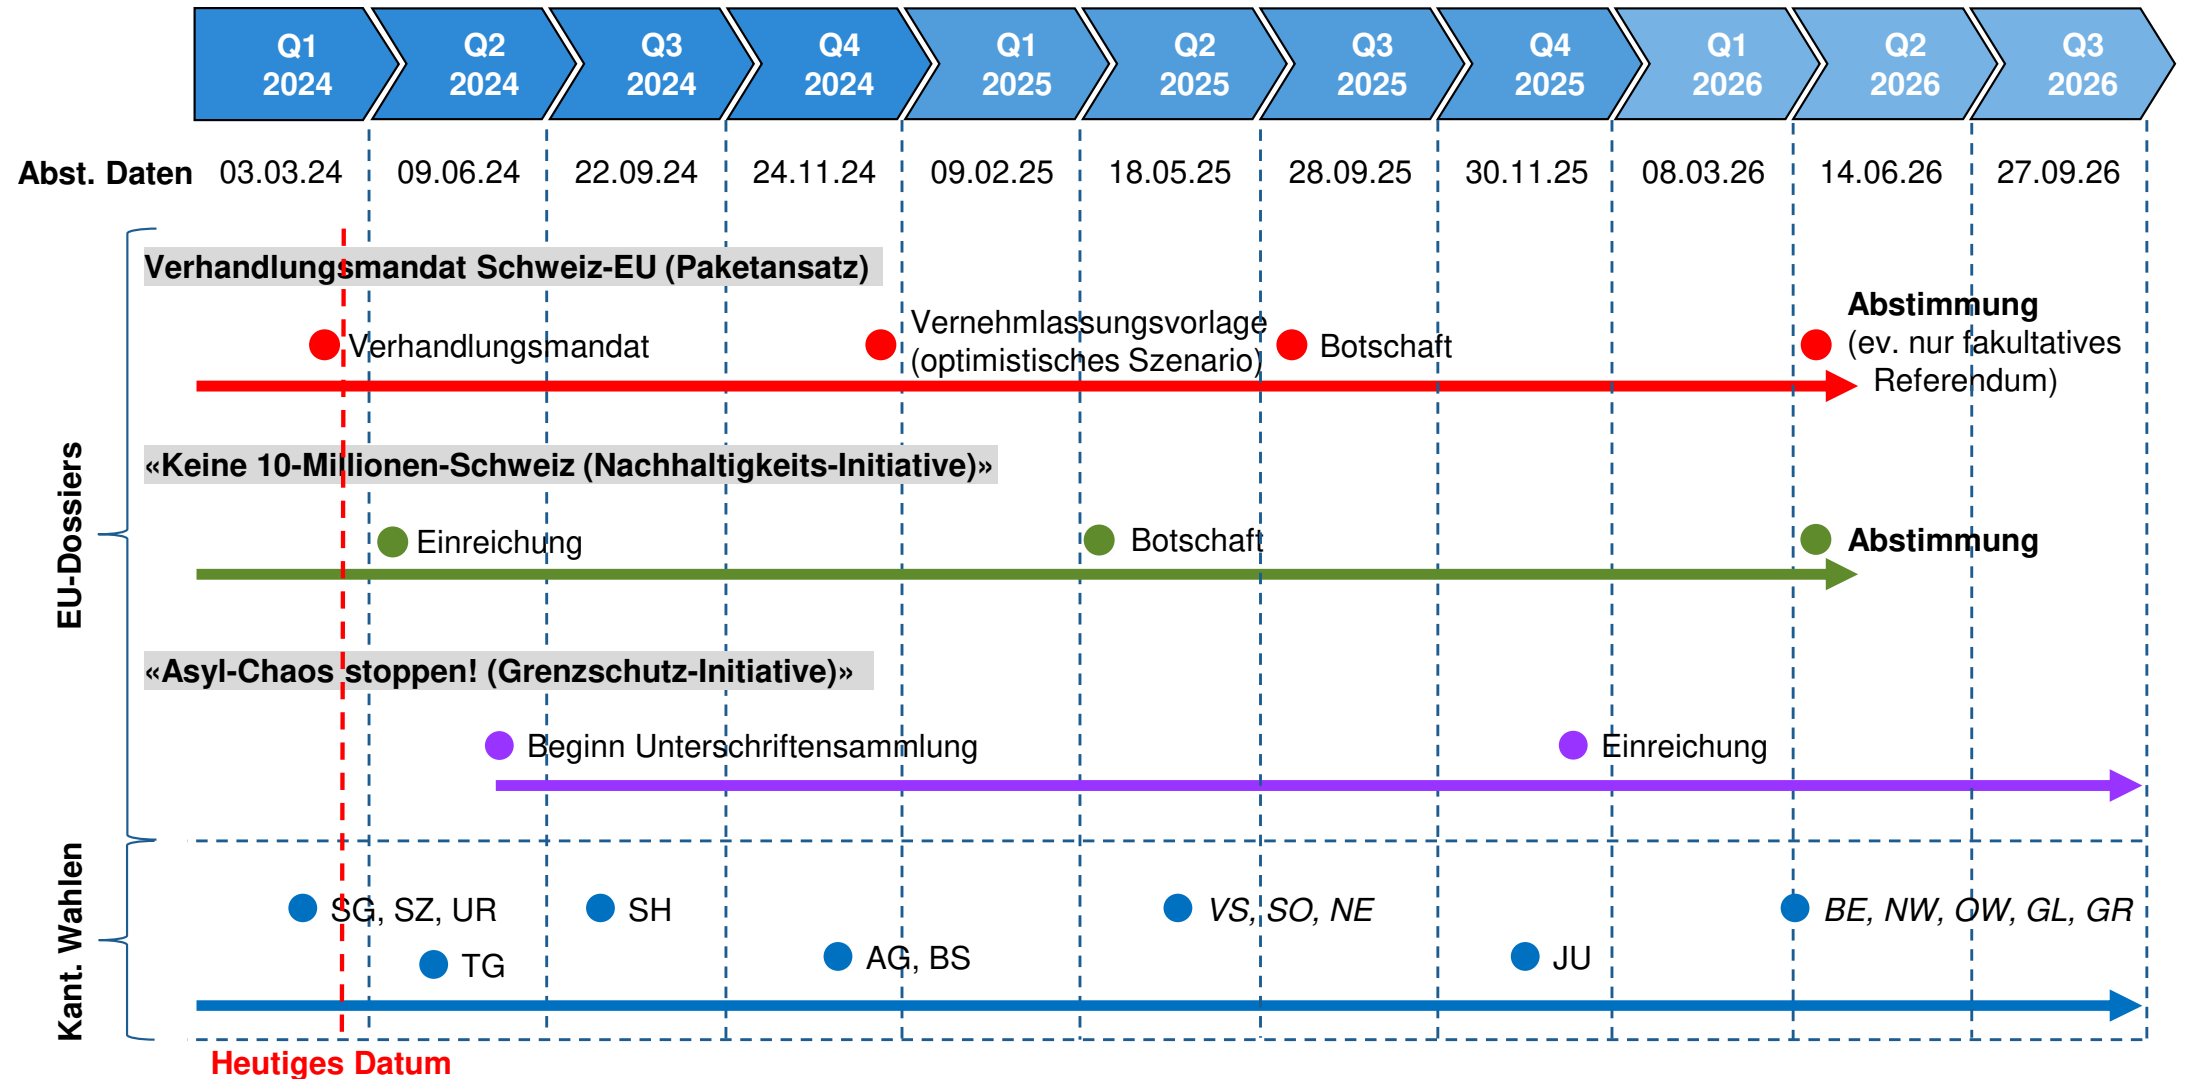 Q1 Q2 Q3 Q4 Q1 Q2 Q3 Q4 Q1 Q2 Q3
2024 2024 2024 2024 2025 2025 2025 2025 2026 2026 2026
Abst. Daten 03.03.24 09.06.24 22.09.24 24.11.24 09.02.25 18.05.25 28.09.25 30.11.25 08.03.26 14.06.26 27.09.26
EU-Dossiers
Verhandlungsmandat Schweiz-EU (Paketansatz)
Verhandlungsmandat
Vernehmlassungsvorlage
(optimistisches Szenario)
Botschaft
Abstimmung
(ev. nur fakultatives
Referendum)
«Keine 10-Millionen-Schweiz (Nachhaltigkeits-Initiative)»
Einreichung
Botschaft
Abstimmung
«Asyl-Chaos stoppen! (Grenzschutz-Initiative)»
Beginn Unterschriftensammlung
Einreichung
Kant. Wahlen
SG, SZ, UR
TG
SH
AG, BS
VS, SO, NE
JU
BE, NW, OW, GL, GR
Heutiges Datum